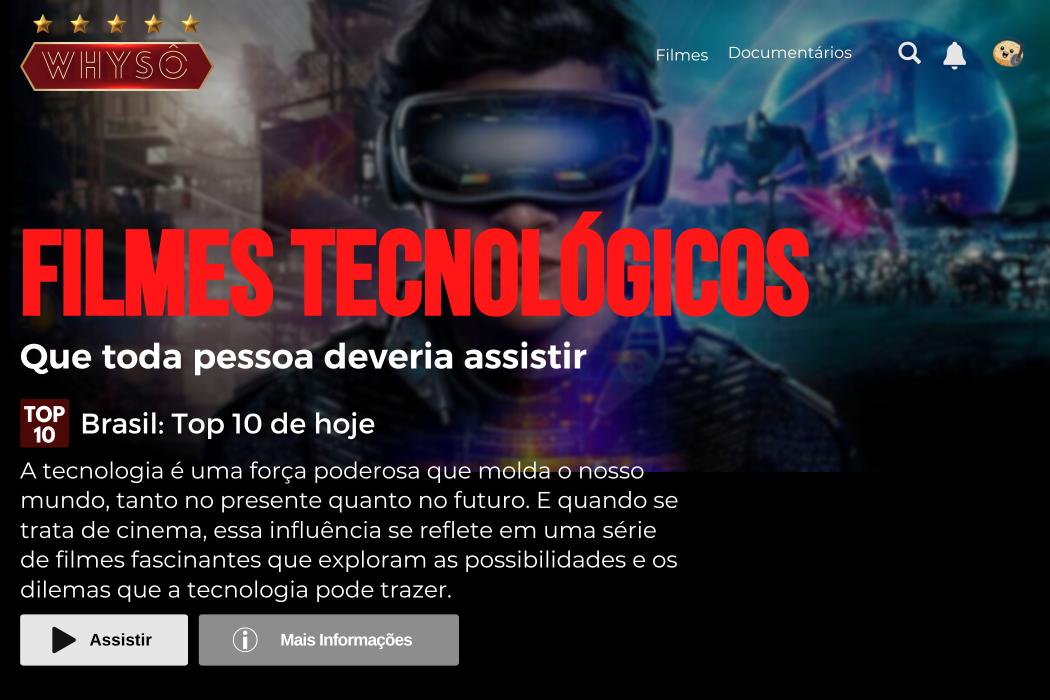 WHYSÔ
Filmes
Documentários
FILMES TECNOLÓGICOS
Que toda pessoa deveria assistir
TOP
10
Brasil: Top 10 de hoje
A tecnologia é uma força poderosa que molda o nosso
mundo, tanto no presente quanto no futuro. E quando se
trata de cinema, essa influência se reflete em uma série
de filmes fascinantes que exploram as possibilidades e os
dilemas que a tecnologia pode trazer.
Assistir
Mais Informações